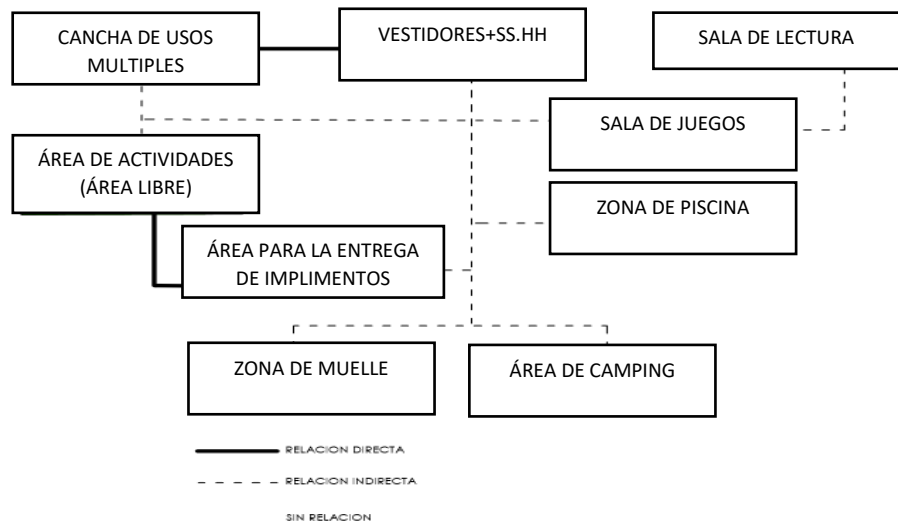 CANCHA DE USOS
MULTIPLES
VESTIDORES+SS.HH
SALA DE LECTURA
SALA DE JUEGOS
ÁREA DE ACTIVIDADES
(ÁREA LIBRE)
ZONA DE PISCINA
ÁREA PARA LA ENTREGA
DE IMPLIMENTOS
ZONA DE MUELLE
ÁREA DE CAMPING
RELACION DIRECTA
RELACION INDIRECTA
SIN RELACION